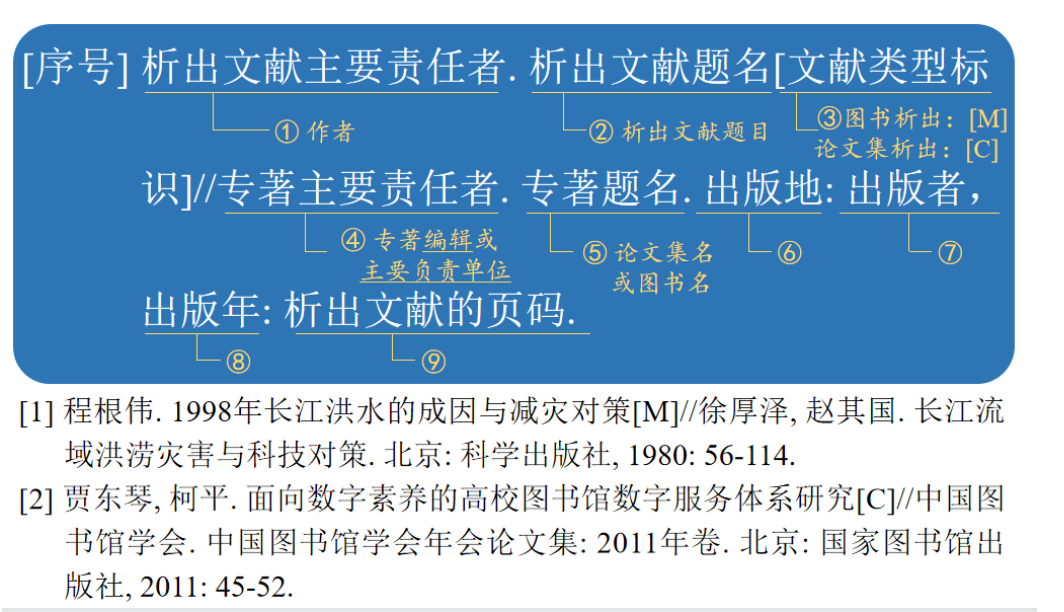 [序号] 析出文献主要责任者. 析出文献题名[文献类型标
① 作者
② 析出文献题目
③图书析出：[M]
论文集析出：[C]
识]//专著主要责任者. 专著题名. 出版地: 出版者，
④ 专著编辑或
主要负责单位
⑤ 论文集名
或图书名
⑥
⑦
出版年: 析出文献的页码.
⑧
⑨
[1] 程根伟. 1998年长江洪水的成因与减灾对策[M]//徐厚泽, 赵其国. 长江流
域洪涝灾害与科技对策. 北京: 科学出版社, 1980: 56-114.
[2] 贾东琴, 柯平. 面向数字素养的高校图书馆数字服务体系研究[C]//中国图
书馆学会. 中国图书馆学会年会论文集: 2011年卷. 北京: 国家图书馆出
版社, 2011: 45-52.